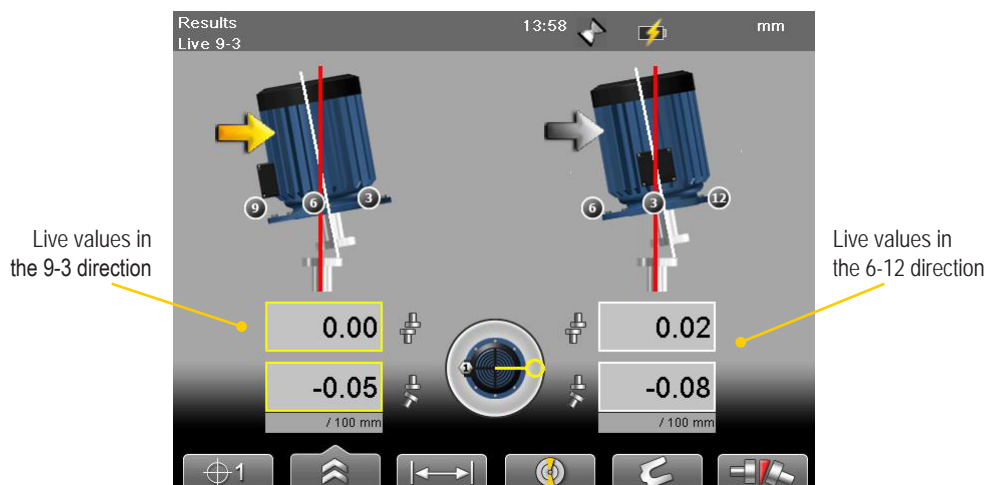 Results
Live 9-3
13:58
mm
9
6
3
6
3
12
Live values in
the 9-3 direction
Live values in
the 6-12 direction
0.00
0.02
1
-0.05
-0.08
/ 100 mm
/ 100 mm
1